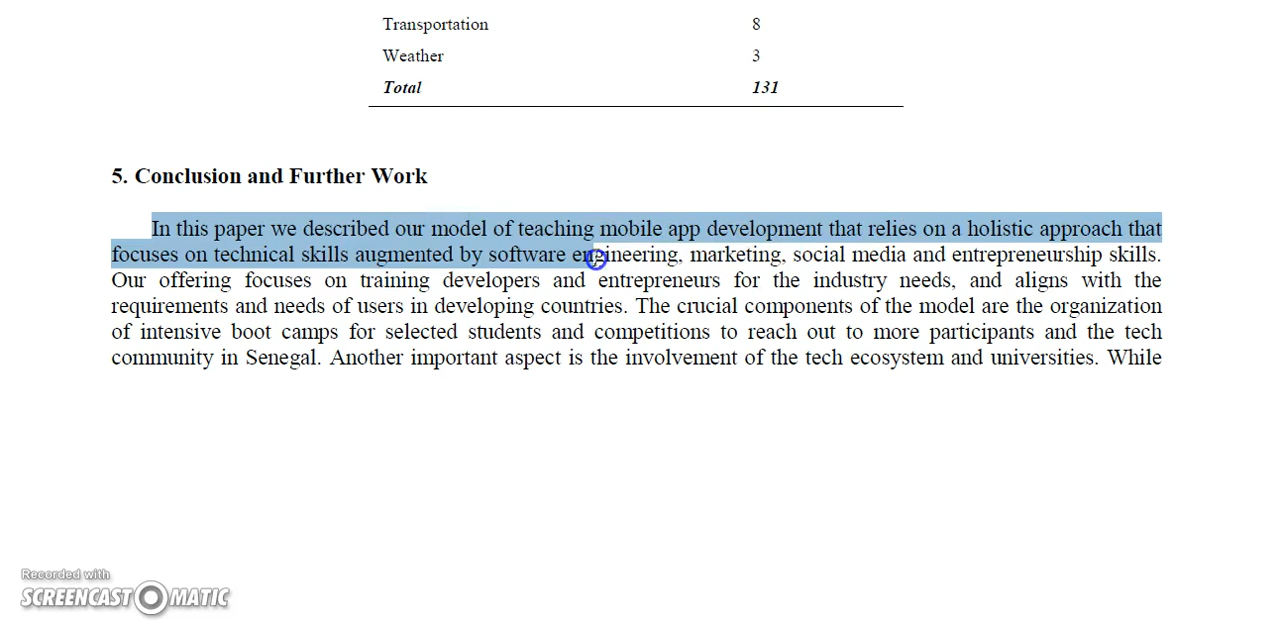 Transportation 8
Weather 3
Total 131
5. Conclusion and Further Work
In this paper we described our model of teaching mobile app development that relies on a holistic approach that
focuses on technical skills augmented by software engineering, marketing, social media and entrepreneurship skills.
Our offering focuses on training developers and entrepreneurs for the industry needs, and aligns with the
requirements and needs of users in developing countries. The crucial components of the model are the organization
of intensive boot camps for selected students and competitions to reach out to more participants and the tech
community in Senegal. Another important aspect is the involvement of the tech ecosystem and universities. While
Recorded with
SCREENCAST MATIC